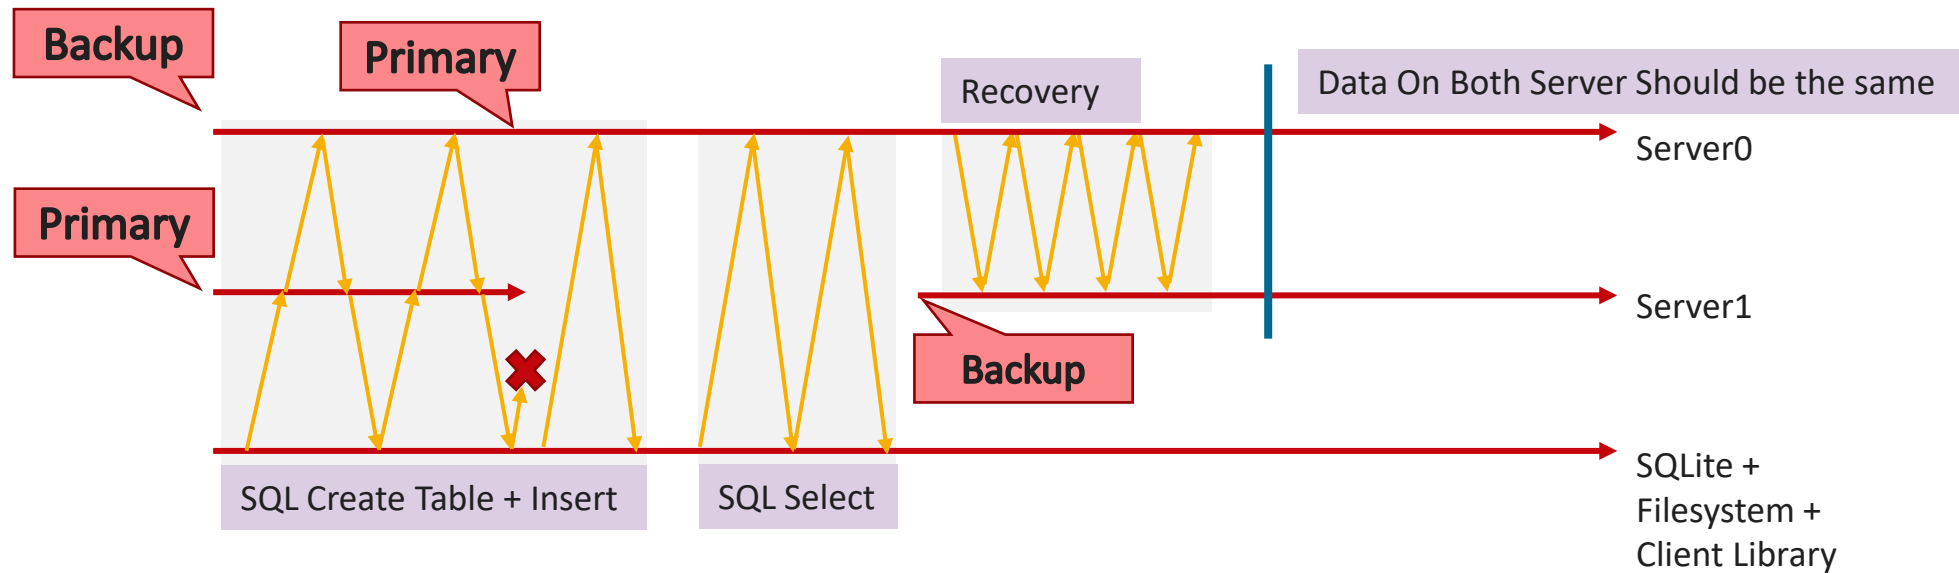 Backup
Primary
Recovery
Data On Both Server Should be the same
Server0
Primary
Server1
Backup
SQL Create Table + Insert
SQL Select
SQLite +
Filesystem +
Client Library